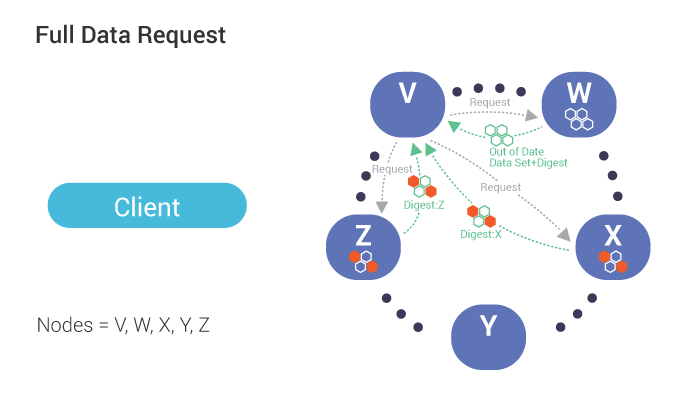 Full Data Request
V
W
Request
Out of Date
Data Set+Digest
Request
Request
Digest:Z
Client
Digest:X
Z
X
Y
Nodes = V, W, X, Y, Z